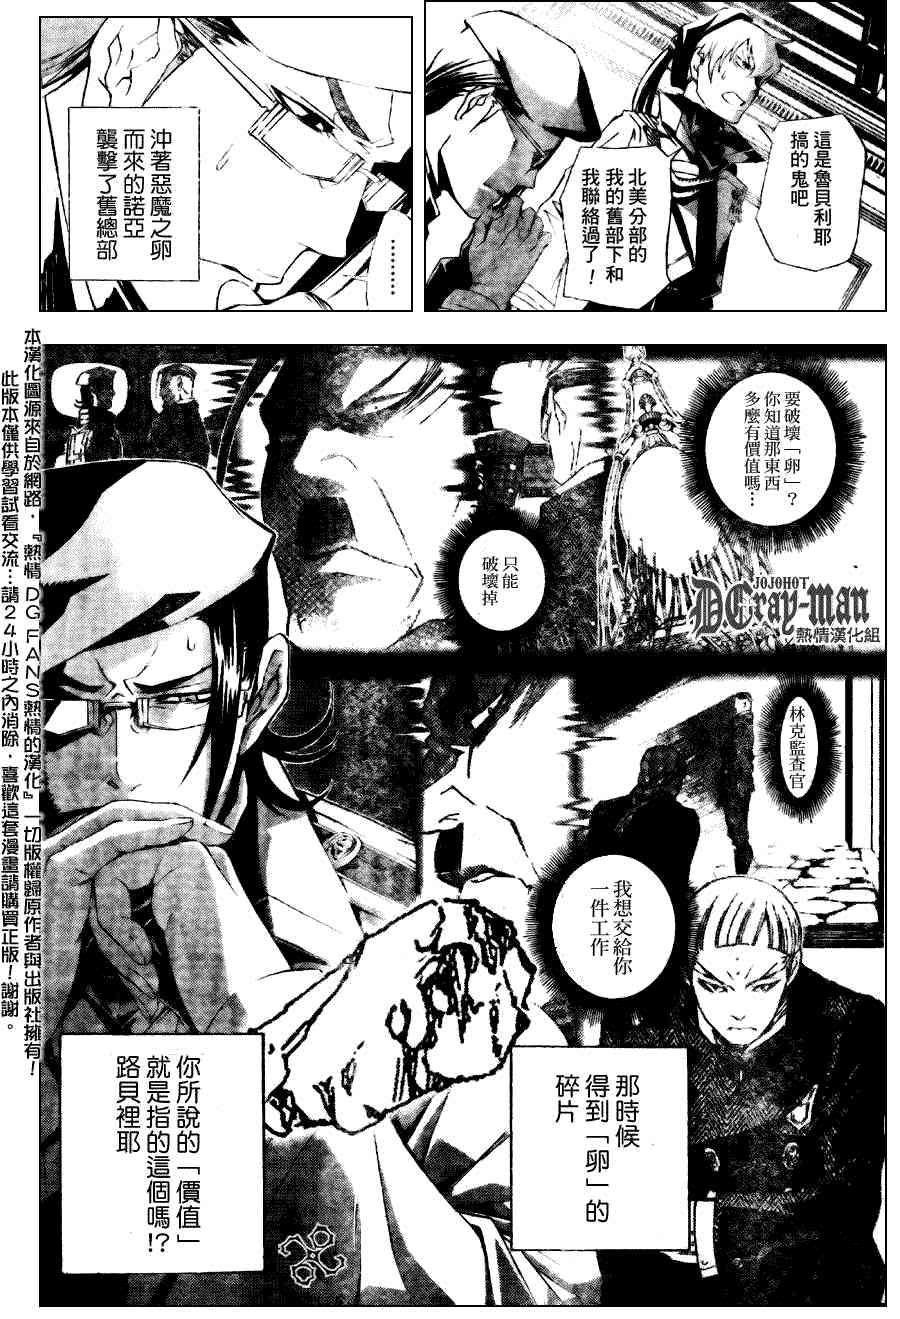 這是魯貝利耶
搞的鬼吧
北美分部的
我的舊部下和
我聯絡過了！
沖著惡魔之卵
而來的諾亞
襲擊了舊總部
………
要破壞「卵」？
你知道那東西
多麼有價值嗎…
只能
破壞掉
JOJOHOT
DGray-man
熱情漢化組
林克監查官
我想交給你
一件工作
那時候
得到「卵」的
碎片
你所說的「價值」
就是指的這個嗎!?
路貝裡耶
本漢化圖源來自於網路．『熱情DGFANS熱情的漢化』一切版權歸原作者與出版社擁有！
此版本僅供學習試看交流…請24小時之內消除．喜歡這套漫畫請購買正版！謝謝。